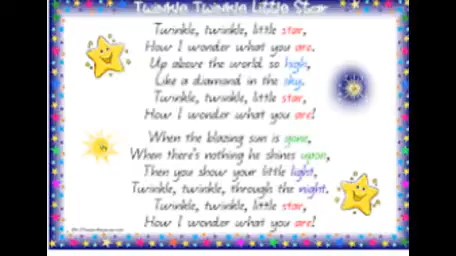 Twinkle Twinkle Little Star
Twinkle, twinkle, little star,
How I wonder what you are.
Up above the world so high,
Like a diamond in the sky.
Twinkle, twinkle, little star,
How I wonder what you are!
When the blazing sun is gone,
When there's nothing he shines upon,
Then you show your little light,
Twinkle, twinkle, through the night.
Twinkle, twinkle, little star,
How I wonder what you are!